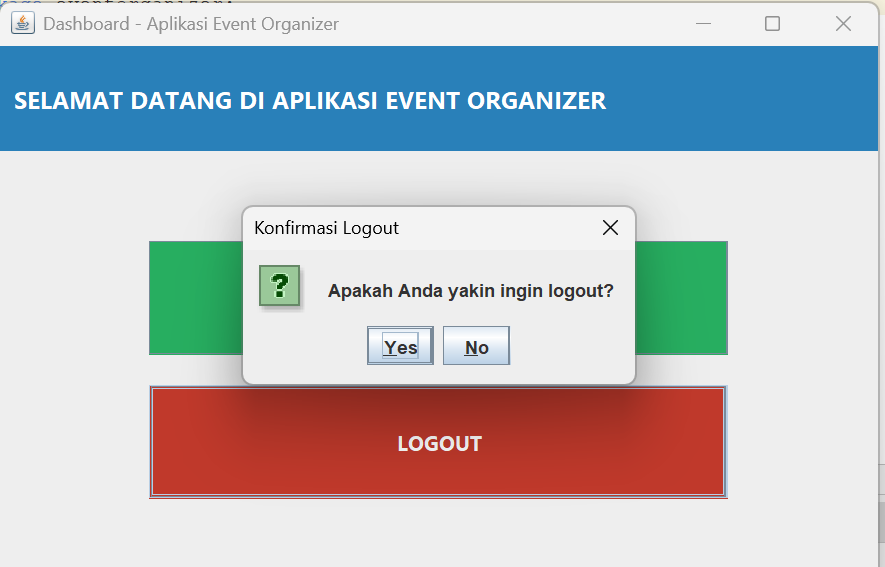 Dashboard - Aplikasi Event Organizer
SELAMAT DATANG DI APLIKASI EVENT ORGANIZER
Konfirmasi Logout
?
Apakah Anda yakin ingin logout?
Yes
No
LOGOUT